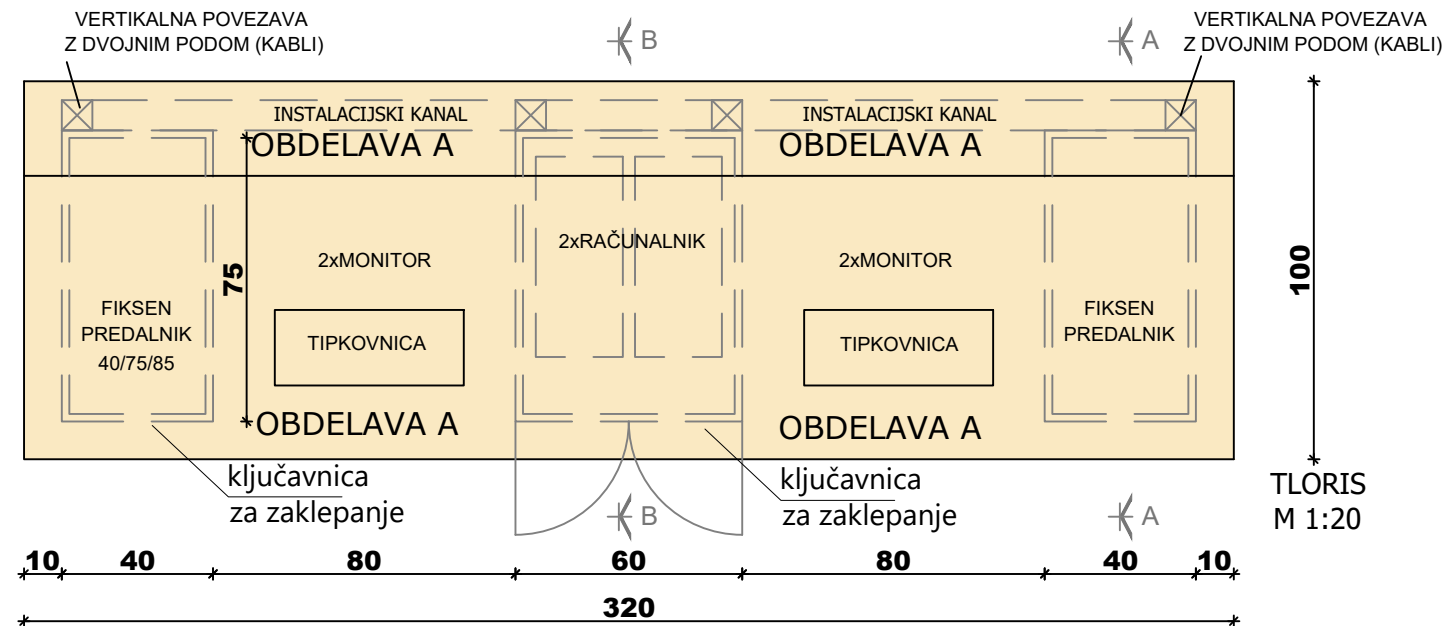 VERTIKALNA POVEZAVA
Z DVOJNIM PODOM (KABLI)
B
A
VERTIKALNA POVEZAVA
Z DVOJNIM PODOM (KABLI)
INSTALACIJSKI KANAL
OBDELAVA A
INSTALACIJSKI KANAL
OBDELAVA A
2xRAČUNALNIK
2xMONITOR
2xMONITOR
75
100
FIKSEN
PREDALNIK
40/75/85
TIPKOVNICA
TIPKOVNICA
FIKSEN
PREDALNIK
OBDELAVA A
OBDELAVA A
ključavnica
za zaklepanje
ključavnica
za zaklepanje
B
A
TLORIS
M 1:20
10 40 80 60 80 40 10
320